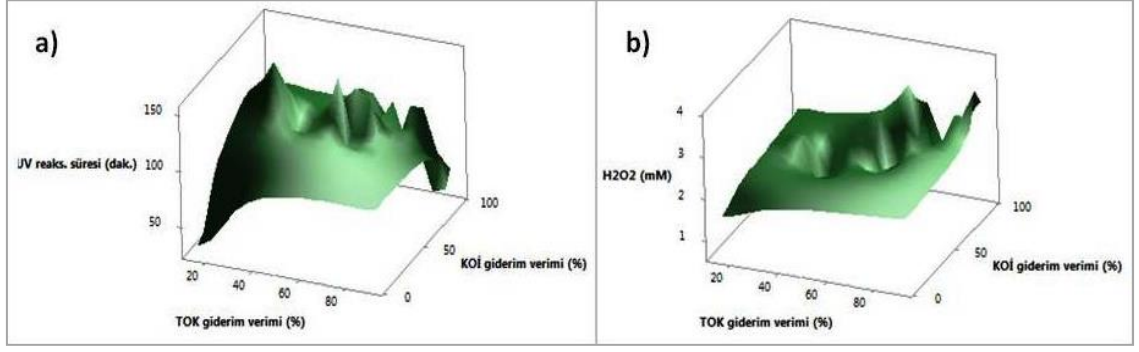 a)
150
UV reaks. süresi (dak.)
100
50
100
50
KOİ giderim verimi (%)
0
20
40
60
80
TOK giderim verimi (%)
b)
4
3
H2O2 (mM)
2
1
100
50
KOİ giderim verimi (%)
0
20
40
60
80
TOK giderim verimi (%)